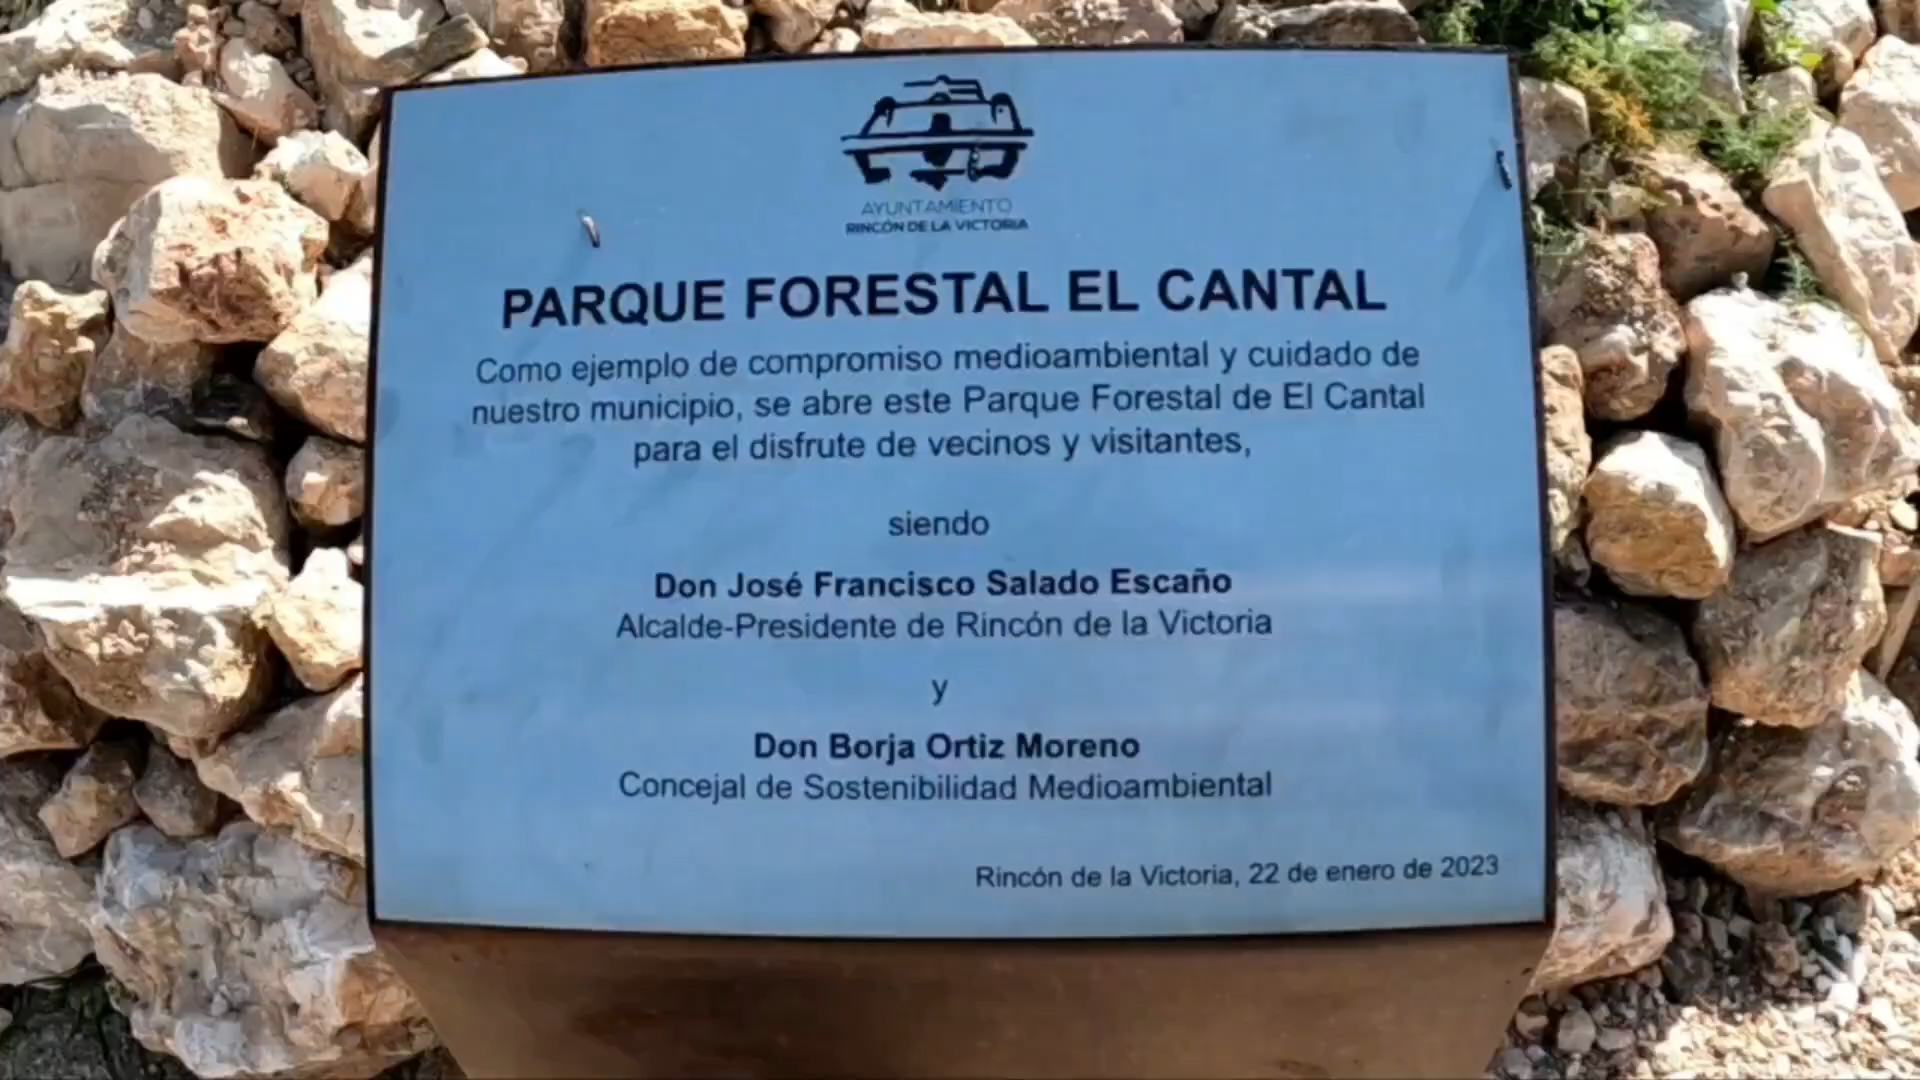 AYUNTAMIENTO
RINCÓN DE LA VICTORIA
PARQUE FORESTAL EL CANTAL
Como ejemplo de compromiso medioambiental y cuidado de
nuestro municipio, se abre este Parque Forestal de El Cantal
para el disfrute de vecinos y visitantes,
siendo
Don José Francisco Salado Escaño
Alcalde-Presidente de Rincón de la Victoria
y
Don Borja Ortiz Moreno
Concejal de Sostenibilidad Medioambiental
Rincón de la Victoria, 22 de enero de 2023